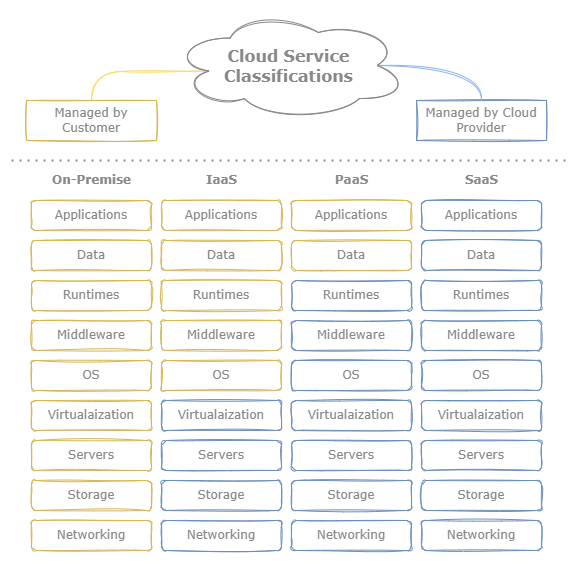 Cloud Service
Classifications
Managed by
Customer
Managed by Cloud
Provider
On-Premise IaaS PaaS SaaS
Applications Applications Applications Applications
Data Data Data Data
Runtimes Runtimes Runtimes Runtimes
Middleware Middleware Middleware Middleware
OS OS OS OS
Virtualaization Virtualaization Virtualaization Virtualaization
Servers Servers Servers Servers
Storage Storage Storage Storage
Networking Networking Networking Networking